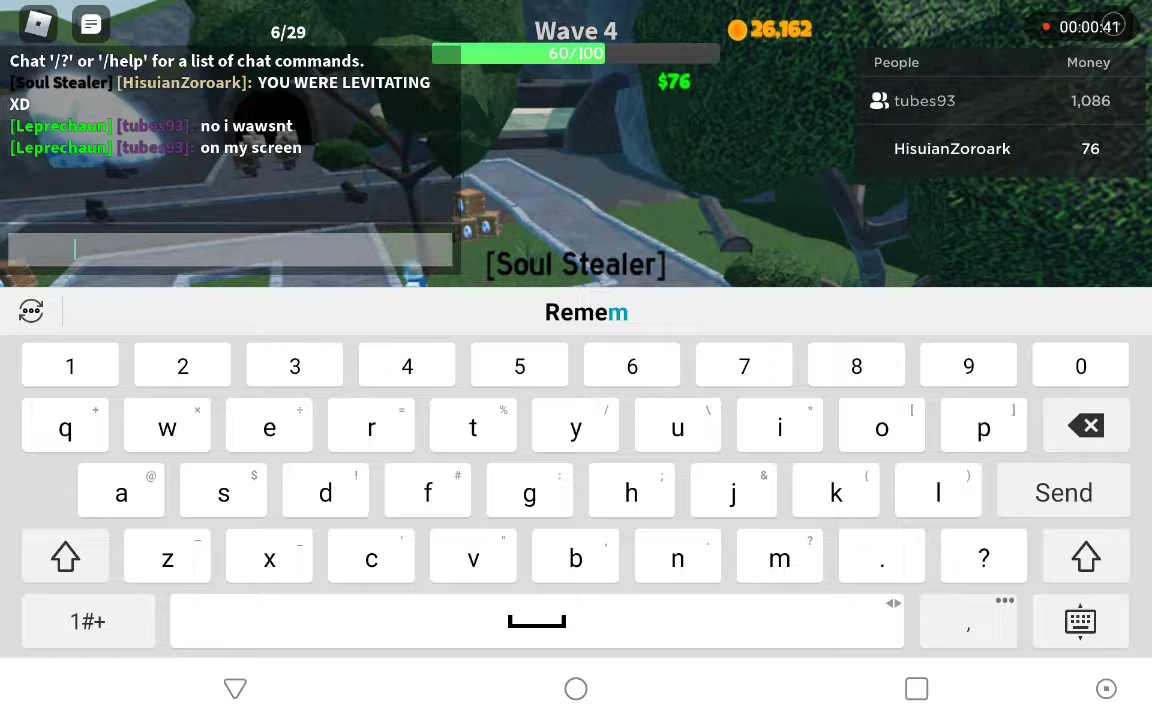 6/29
Wave 4
26,162
00:00:41
60/100
$76
Chat '/?' or '/help' for a list of chat commands.
[Soul Stealer] [HisuianZoroark]: YOU WERE LEVITATING
XD
[Leprechaun] [tubes93]: no i wawsnt
[Leprechaun] [tubes93]: on my screen
People Money
tubes93 1,086
HisuianZoroark 76
[Soul Stealer]
Remem
1 2 3 4 5 6 7 8 9 0
q + w × e ÷ r = t % y / u \ i * o [ p ]
a @ s $ d ! f # g : h ; j & k ( l ) Send
z - x _ c ' v " b , n . m ? . ?
1#+ ,